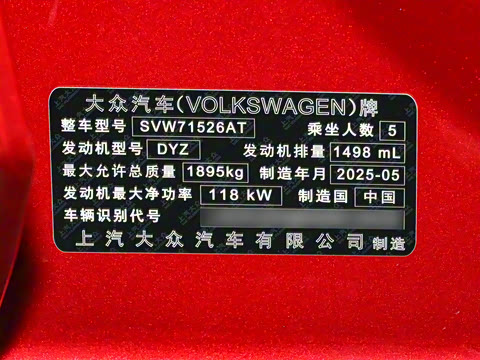 大众汽车(VOLKSWAGEN)牌
整车型号 SVW71526AT 乘坐人数 5
发动机型号 DYZ 发动机排量 1498 mL
最大允许总质量 1895kg 制造年月 2025-05
发动机最大净功率 118 kW 制造国 中国
车辆识别代号
上汽大众汽车有限公司 制造